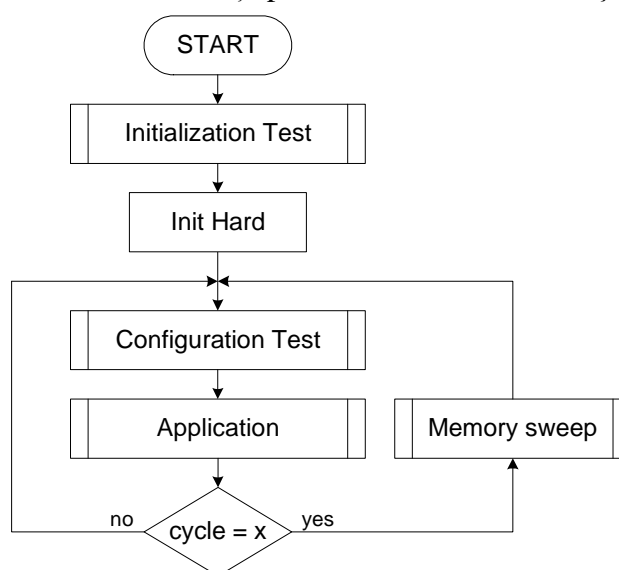 START
Initialization Test
Init Hard
Configuration Test
Application
Memory sweep
no
cycle = x
yes